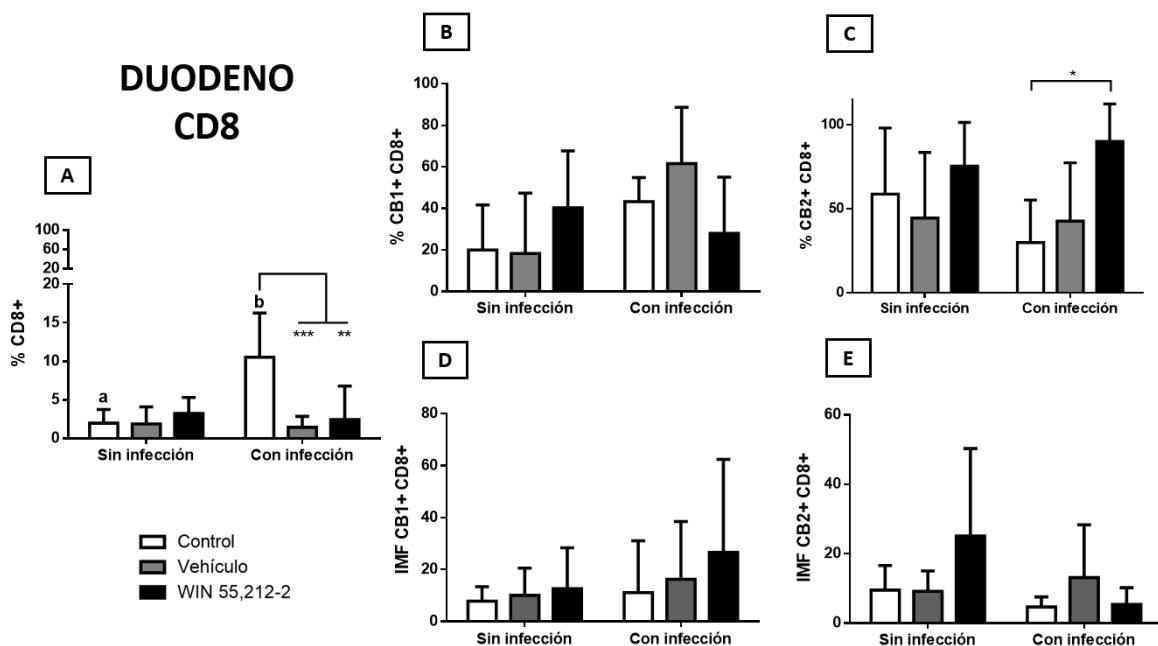 DUODENO
CD8
A
% CD8+
100
60
20
20
15
10
5
0
a
b
***
**
Sin infección
Con infección
Control
Vehículo
WIN 55,212-2
B
% CB1+ CD8+
100
80
60
40
20
0
Sin infección
Con infección
C
% CB2+ CD8+
100
50
0
*
Sin infección
Con infección
D
IMF CB1+ CD8+
80
60
40
20
0
Sin infección
Con infección
E
IMF CB2+ CD8+
60
40
20
0
Sin infección
Con infección